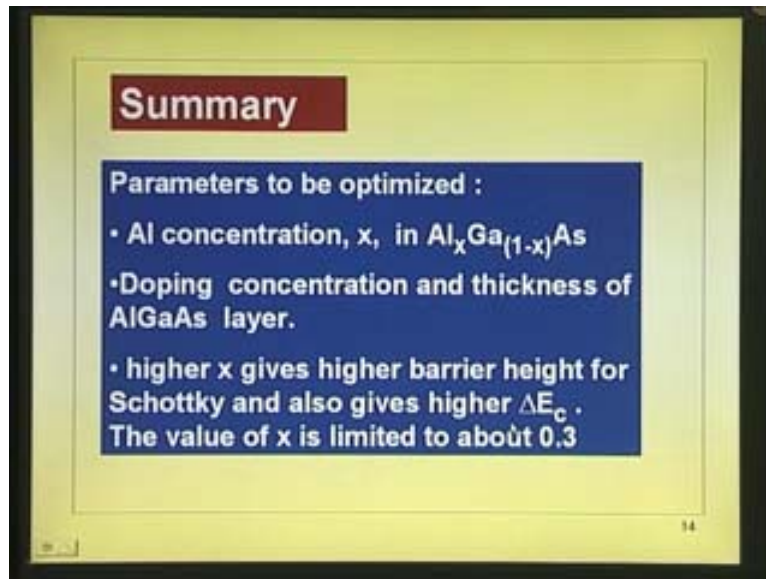 Summary
Parameters to be optimized :
• Al concentration, x, in AlₓGa₍₁₋ₓ₎As
•Doping concentration and thickness of
AlGaAs layer.
• higher x gives higher barrier height for
Schottky and also gives higher ΔE_c .
The value of x is limited to about 0.3
14